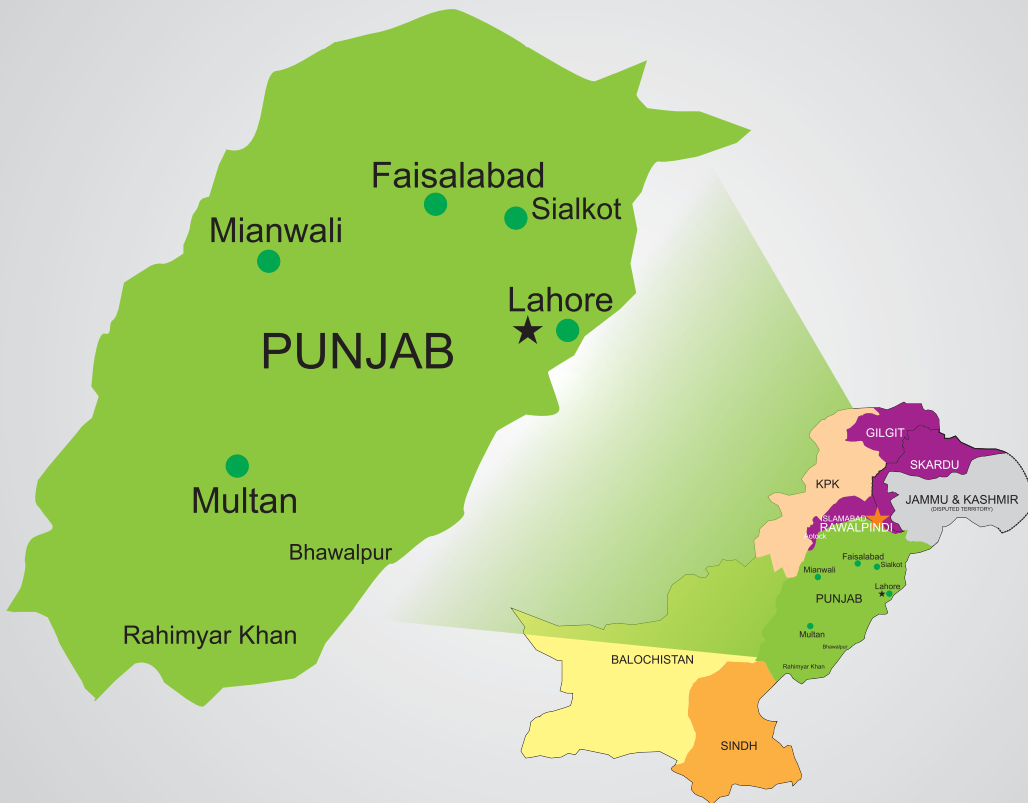 Faisalabad
Sialkot
Mianwali
Lahore
PUNJAB
Multan
Bhawalpur
Rahimyar Khan
GILGIT
SKARDU
KPK
JAMMU & KASHMIR
(DISPUTED TERRITORY)
ISLAMABAD
RAWALPINDI
Faisalabad
Sialkot
Mianwali
Lahore
PUNJAB
Multan
Bhawalpur
BALOCHISTAN
Rahimyar Khan
SINDH